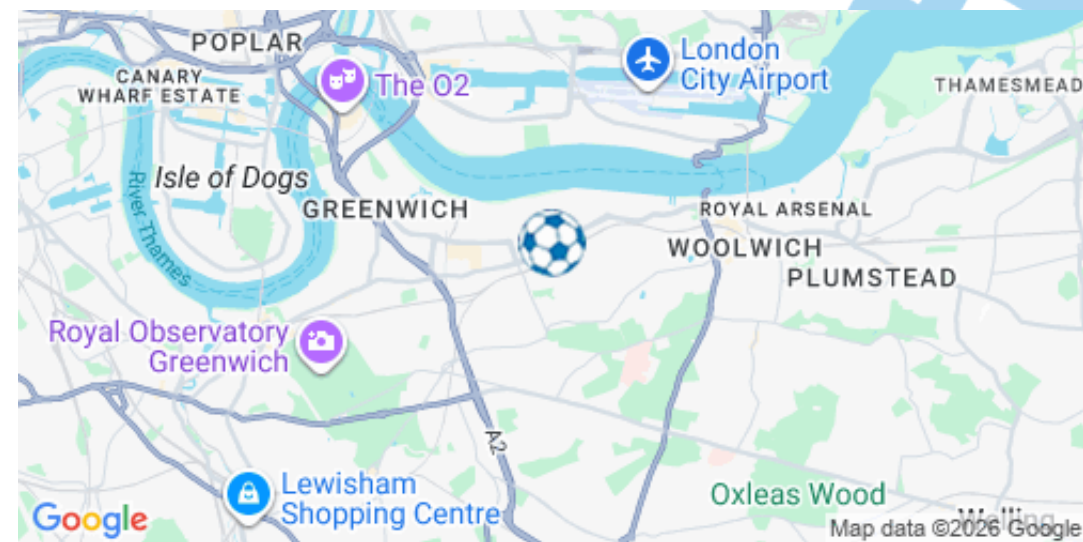 POPLAR
London
City Airport
The O2
CANARY
WHARF ESTATE
THAMESMEAD
Isle of Dogs
River Thames
GREENWICH
ROYAL ARSENAL
WOOLWICH
PLUMSTEAD
Royal Observatory
Greenwich
A2
Lewisham
Shopping Centre
Oxleas Wood
Welling
Google
Map data ©2026 Google